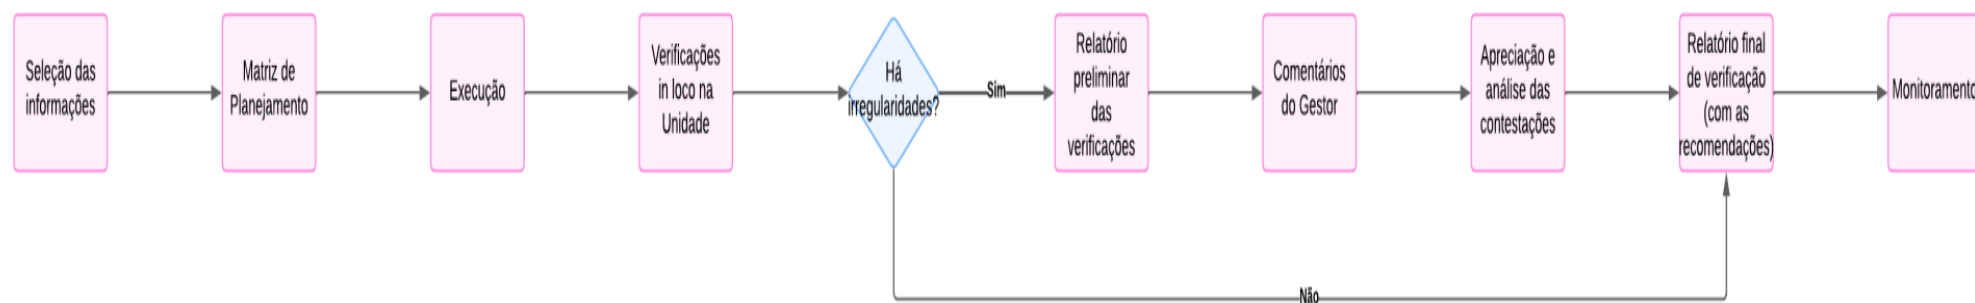 Seleção das
informações
Matriz de
Planejamento
Execução
Verificações
in loco na
Unidade
Há
irregularidades?
Sim
Relatório
preliminar
das
verificações
Comentários
do Gestor
Apreciação e
análise das
contestações
Relatório final
de verificação
(com as
recomendações)
Monitoramento
Não